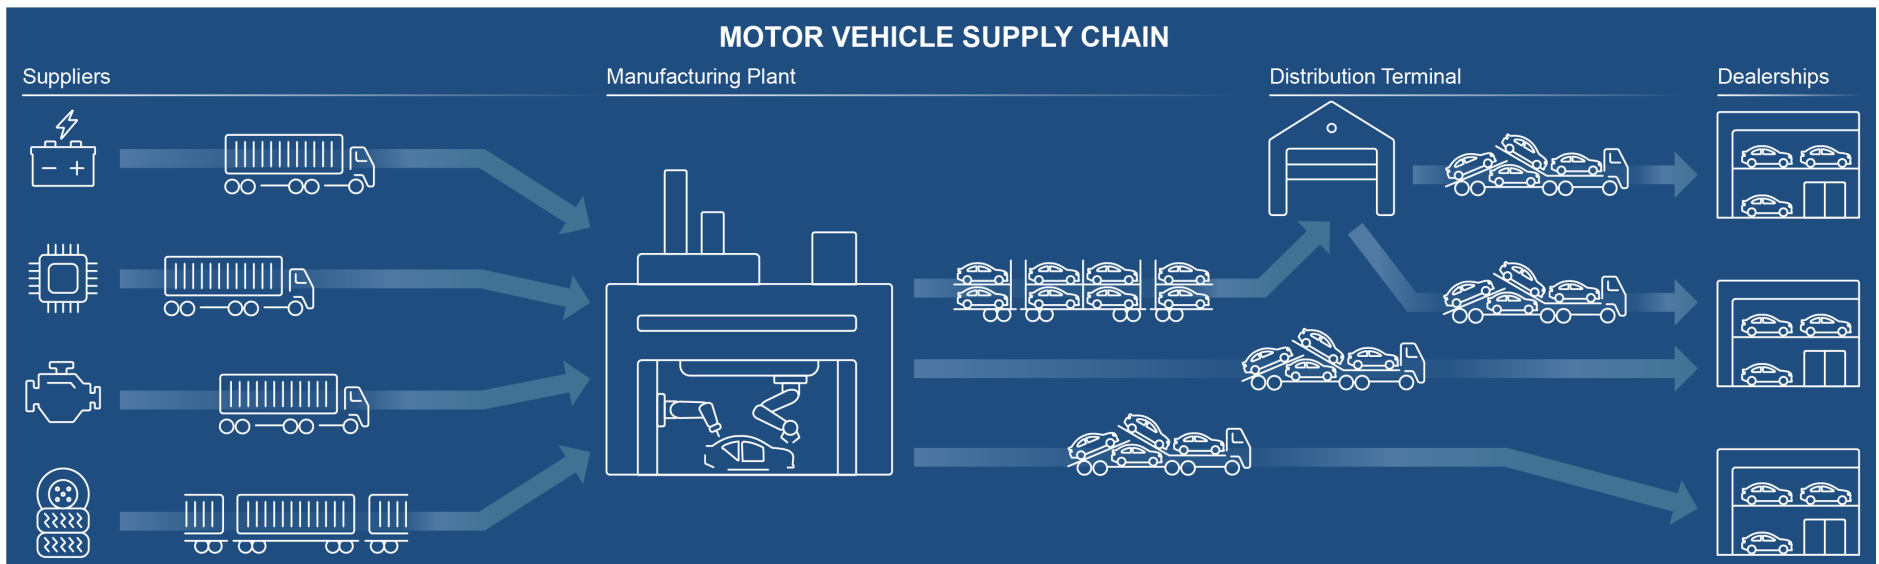 MOTOR VEHICLE SUPPLY CHAIN
Suppliers
Manufacturing Plant
Distribution Terminal
Dealerships